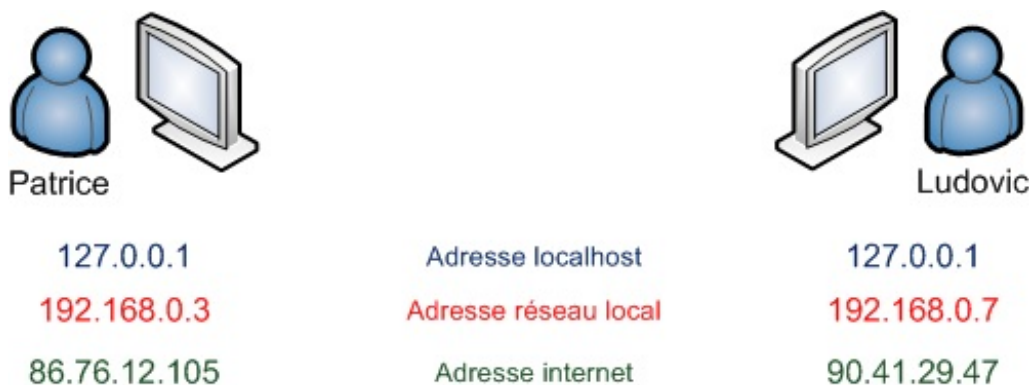 Patrice Ludovic
127.0.0.1 Adresse localhost 127.0.0.1
192.168.0.3 Adresse réseau local 192.168.0.7
86.76.12.105 Adresse internet 90.41.29.47